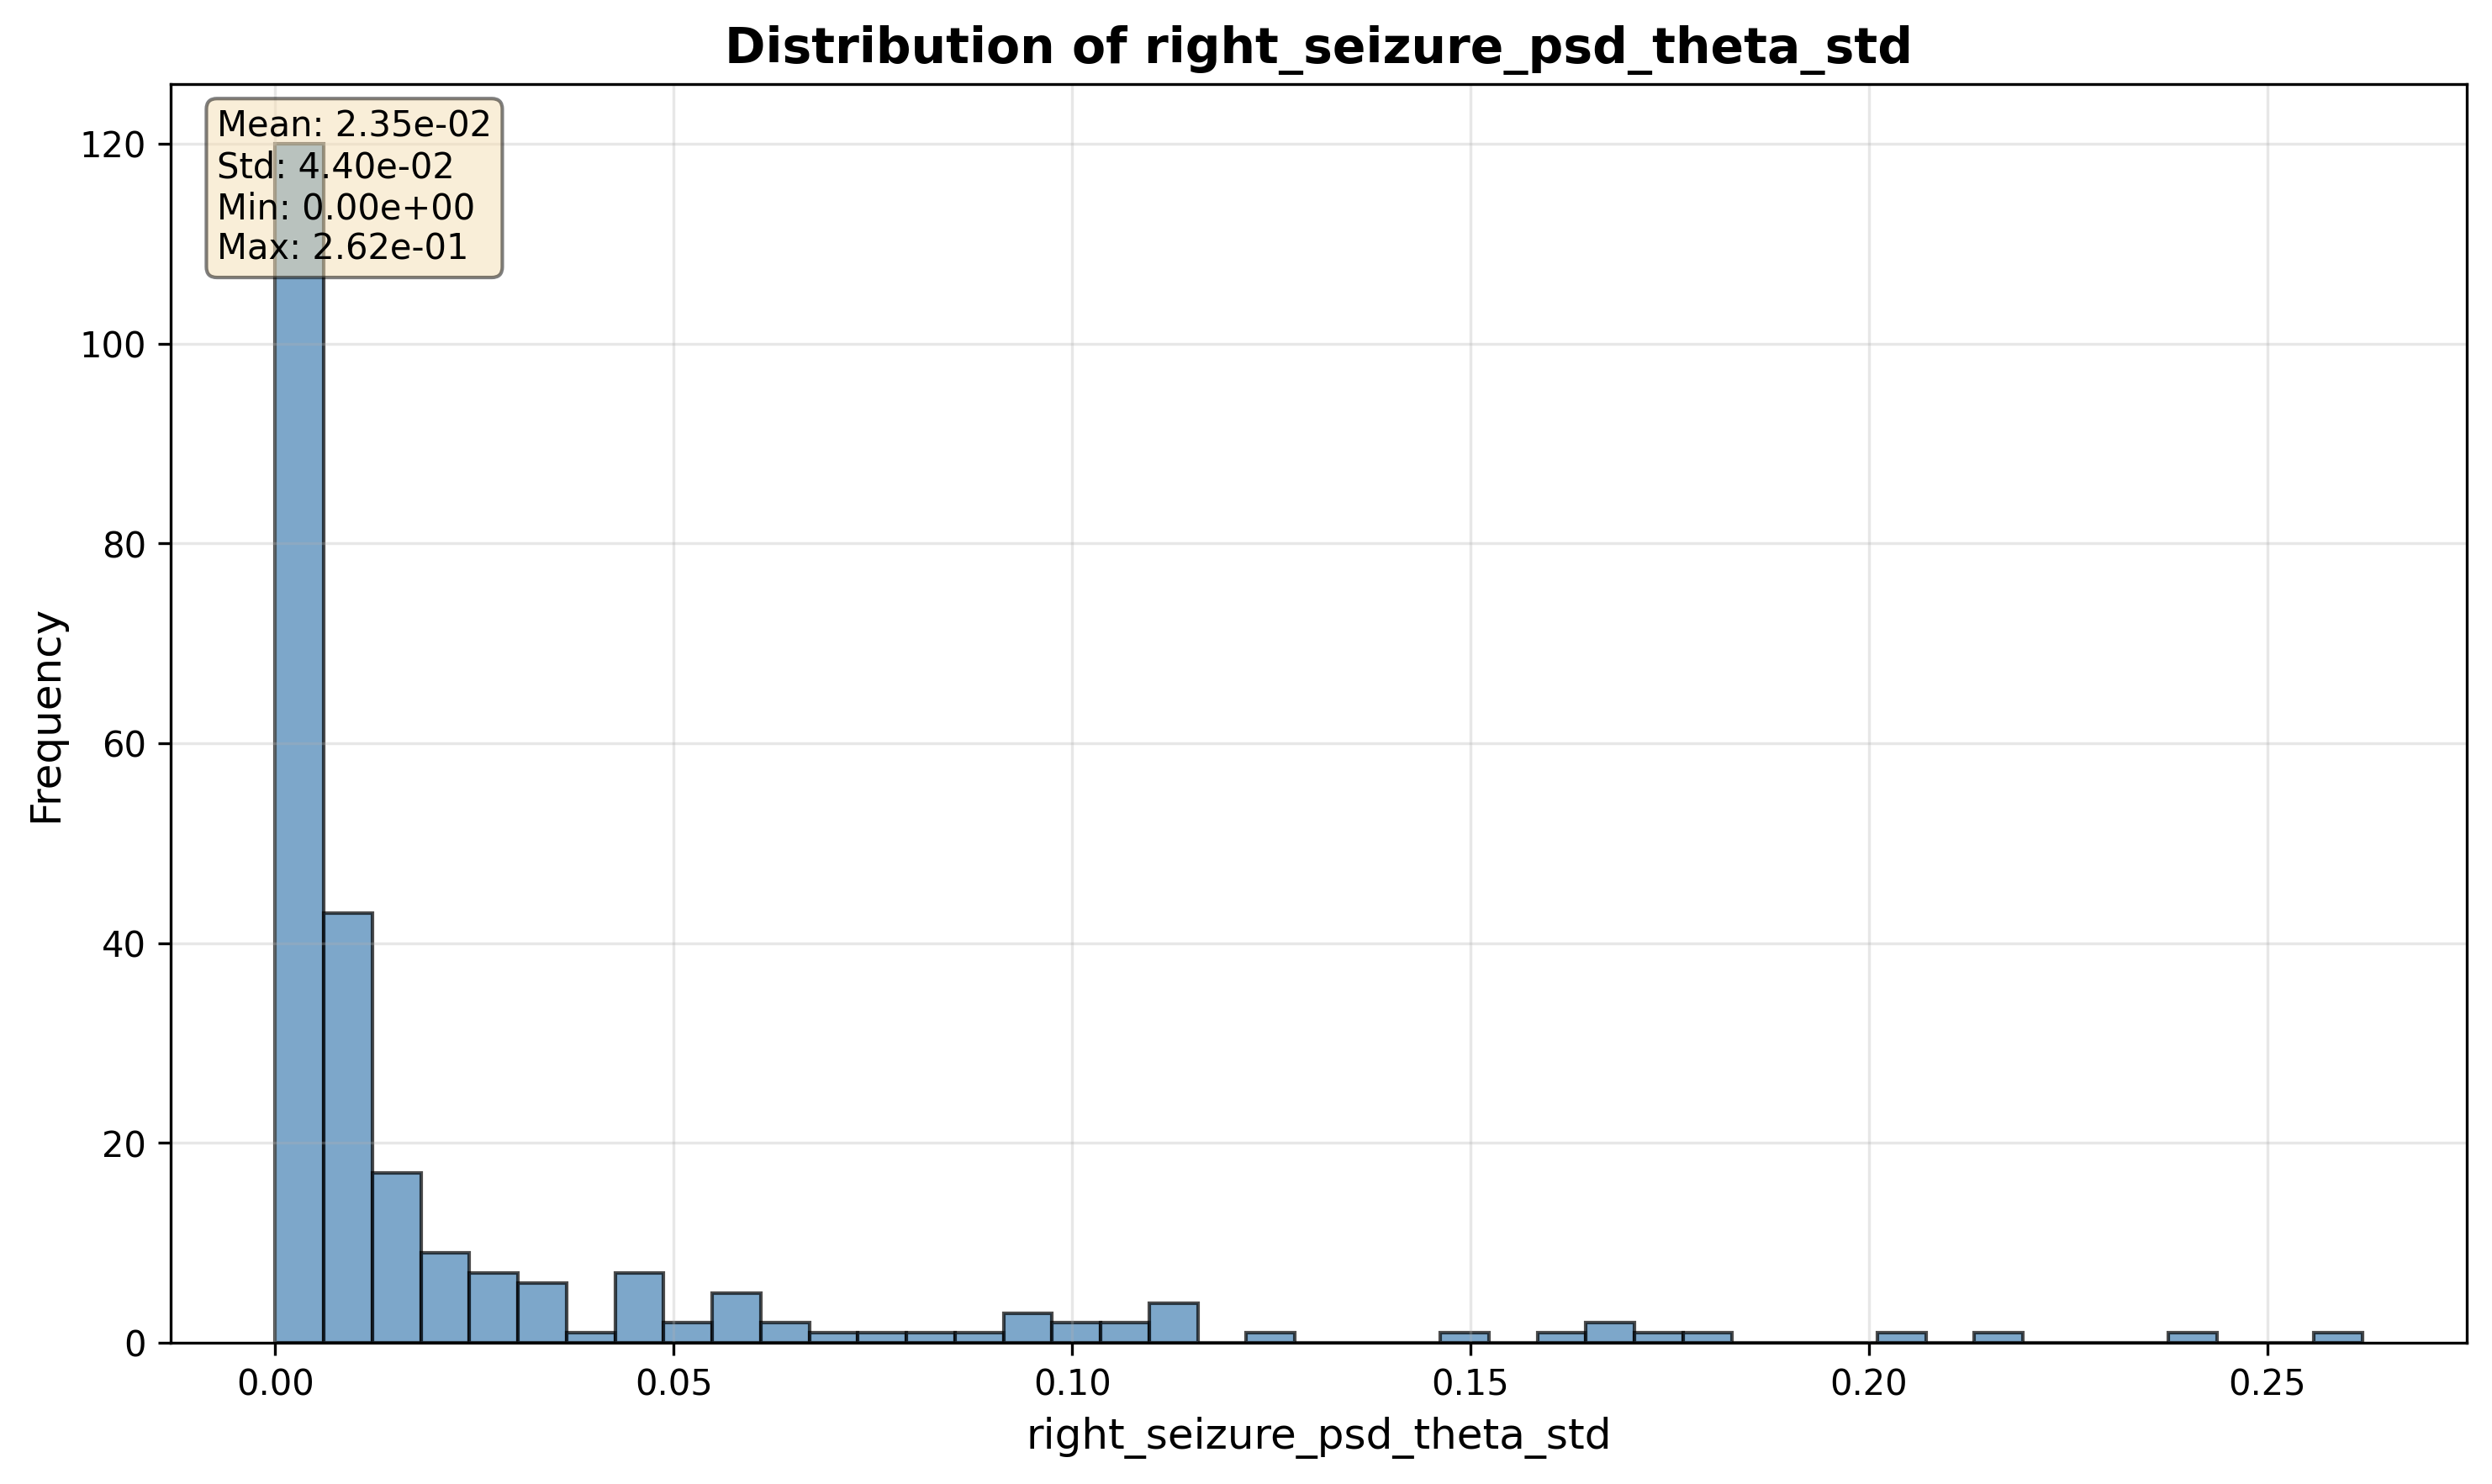 Distribution of right_seizure_psd_theta_std
Mean: 2.35e-02
Std: 4.40e-02
Min: 0.00e+00
Max: 2.62e-01
120
100
80
60
40
20
0
Frequency
0.00 0.05 0.10 0.15 0.20 0.25
right_seizure_psd_theta_std